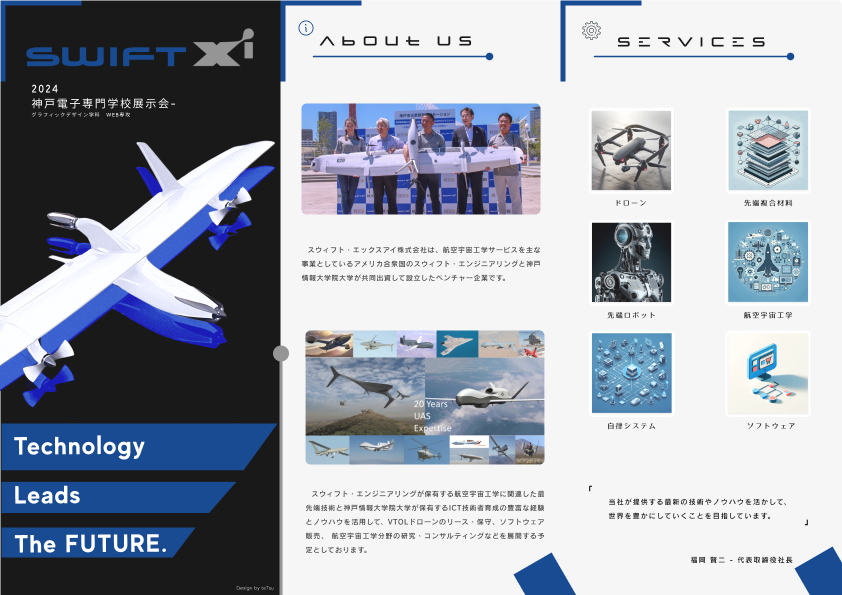 SWIFT Xi
2024
神戸電子専門学校展示会-
グラフィックデザイン学科 WEB専攻
Technology
Leads
The FUTURE.
Design by teTsu
ABOUT US
スウィフト・エックスアイ株式会社は、航空宇宙工学サービスを主な
事業としているアメリカ合衆国のスウィフト・エンジニアリングと神戸
情報大学院大学が共同出資して設立したベンチャー企業です。
20 Years
UAS
Expertise
スウィフト・エンジニアリングが保有する航空宇宙工学に関連した最
先端技術と神戸情報大学院大学が保有するICT技術者育成の豊富な経験
とノウハウを活用して、VTOLドローンのリース・保守、ソフトウェア
販売、 航空宇宙工学分野の研究・コンサルティングなどを展開する予
定としております。
SERVICES
ドローン
先端複合材料
先端ロボット
航空宇宙工学
自律システム
ソフトウェア
「
当社が提供する最新の技術やノウハウを活かして、
世界を豊かにしていくことを目指しています。
」
福岡 賢二 - 代表取締役社長